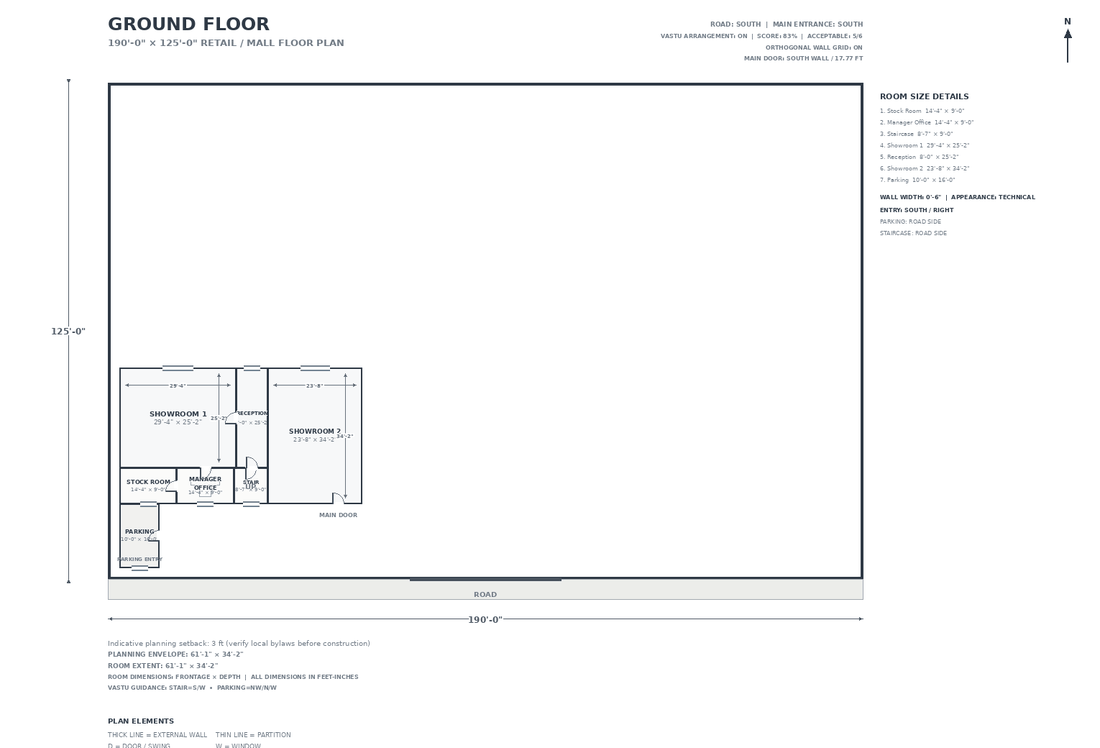 GROUND FLOOR
190'-0" × 125'-0" RETAIL / MALL FLOOR PLAN
ROAD: SOUTH | MAIN ENTRANCE: SOUTH
VASTU ARRANGEMENT: ON | SCORE: 83% | ACCEPTABLE: 5/6
ORTHOGONAL WALL GRID: ON
MAIN DOOR: SOUTH WALL / 17.77 FT
N
ROOM SIZE DETAILS
1. Stock Room 14'-4" × 9'-0"
2. Manager Office 14'-4" × 9'-0"
3. Staircase 8'-7" × 9'-0"
4. Showroom 1 29'-4" × 25'-2"
5. Reception 8'-0" × 25'-2"
6. Showroom 2 23'-8" × 34'-2"
7. Parking 10'-0" × 16'-0"
WALL WIDTH: 0'-6" | APPEARANCE: TECHNICAL
ENTRY: SOUTH / RIGHT
PARKING: ROAD SIDE
STAIRCASE: ROAD SIDE
125'-0"
29'-4"
23'-8"
SHOWROOM 1
29'-4" × 25'-2"
25'-2"
RECEPTION
SHOWROOM 2
23'-8" × 34'-2"
34'-2"
STOCK ROOM
14'-4" × 9'-0"
MANAGER
OFFICE
14'-4" × 9'-0"
STAIR
UP
MAIN DOOR
PARKING
10'-0" × 16'-0"
PARKING ENTRY
ROAD
190'-0"
Indicative planning setback: 3 ft (verify local bylaws before construction)
PLANNING ENVELOPE: 61'-1" × 34'-2"
ROOM EXTENT: 61'-1" × 34'-2"
ROOM DIMENSIONS: FRONTAGE × DEPTH | ALL DIMENSIONS IN FEET-INCHES
VASTU GUIDANCE: STAIR=S/W • PARKING=NW/N/W
PLAN ELEMENTS
THICK LINE = EXTERNAL WALL THIN LINE = PARTITION
D = DOOR / SWING W = WINDOW